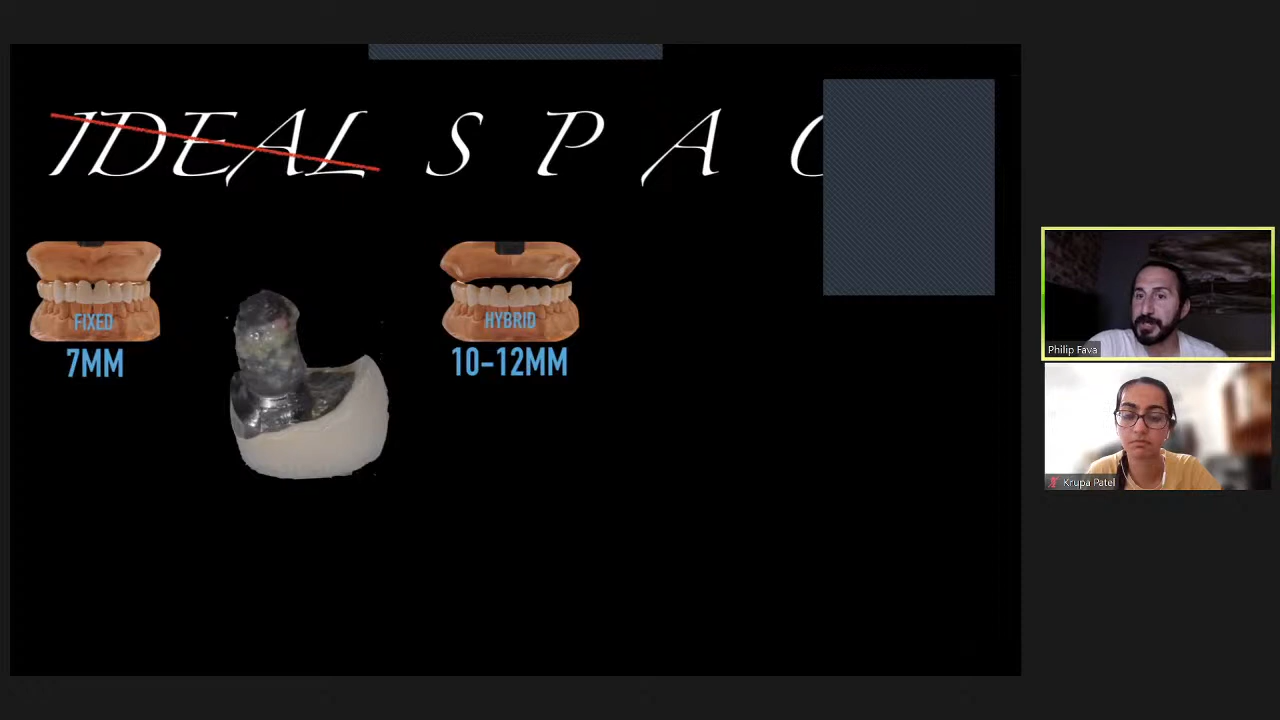 IDEAL S P A C
FIXED
7MM
HYBRID
10-12MM
Philip Fava
Krupa Patel